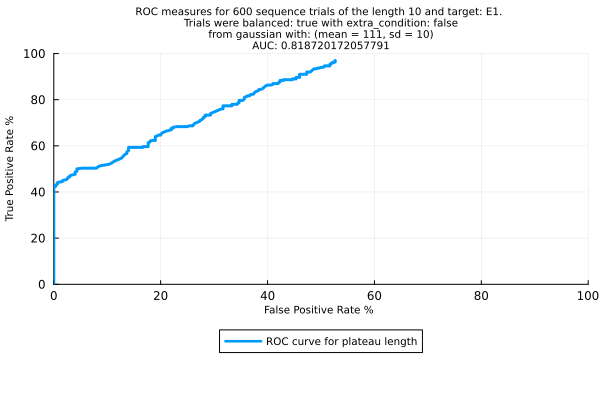 ROC measures for 600 sequence trials of the length 10 and target: E1.
Trials were balanced: true with extra_condition: false
from gaussian with: (mean = 111, sd = 10)
AUC: 0.818720172057791
100
80
60
40
20
0
True Positive Rate %
0 20 40 60 80 100
False Positive Rate %
ROC curve for plateau length